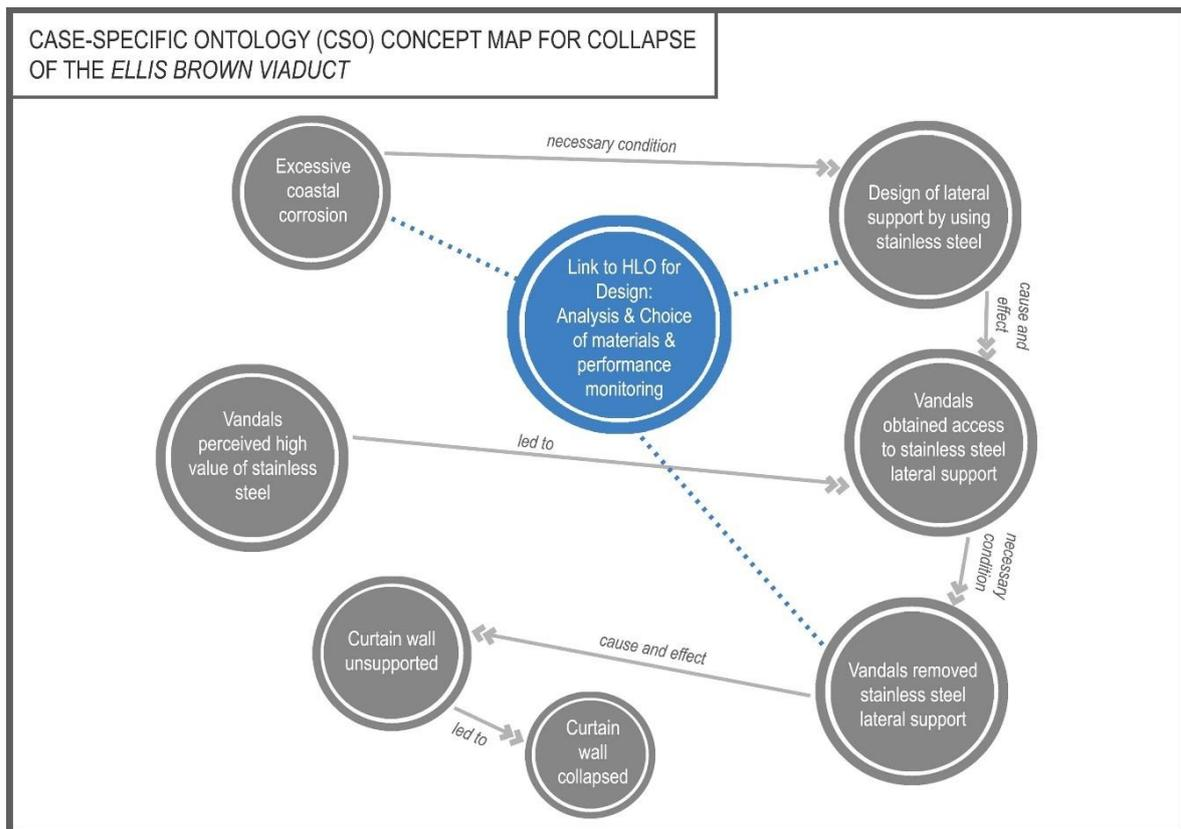 CASE-SPECIFIC ONTOLOGY (CSO) CONCEPT MAP FOR COLLAPSE
OF THE ELLIS BROWN VIADUCT
Excessive
coastal
corrosion
necessary condition
Design of lateral
support by using
stainless steel
Link to HLO for
Design:
Analysis & Choice
of materials &
performance
monitoring
cause and
effect
Vandals
perceived high
value of stainless
steel
led to
Vandals
obtained access
to stainless steel
lateral support
necessary
condition
Curtain wall
unsupported
cause and effect
Vandals removed
stainless steel
lateral support
led to
Curtain
wall
collapsed